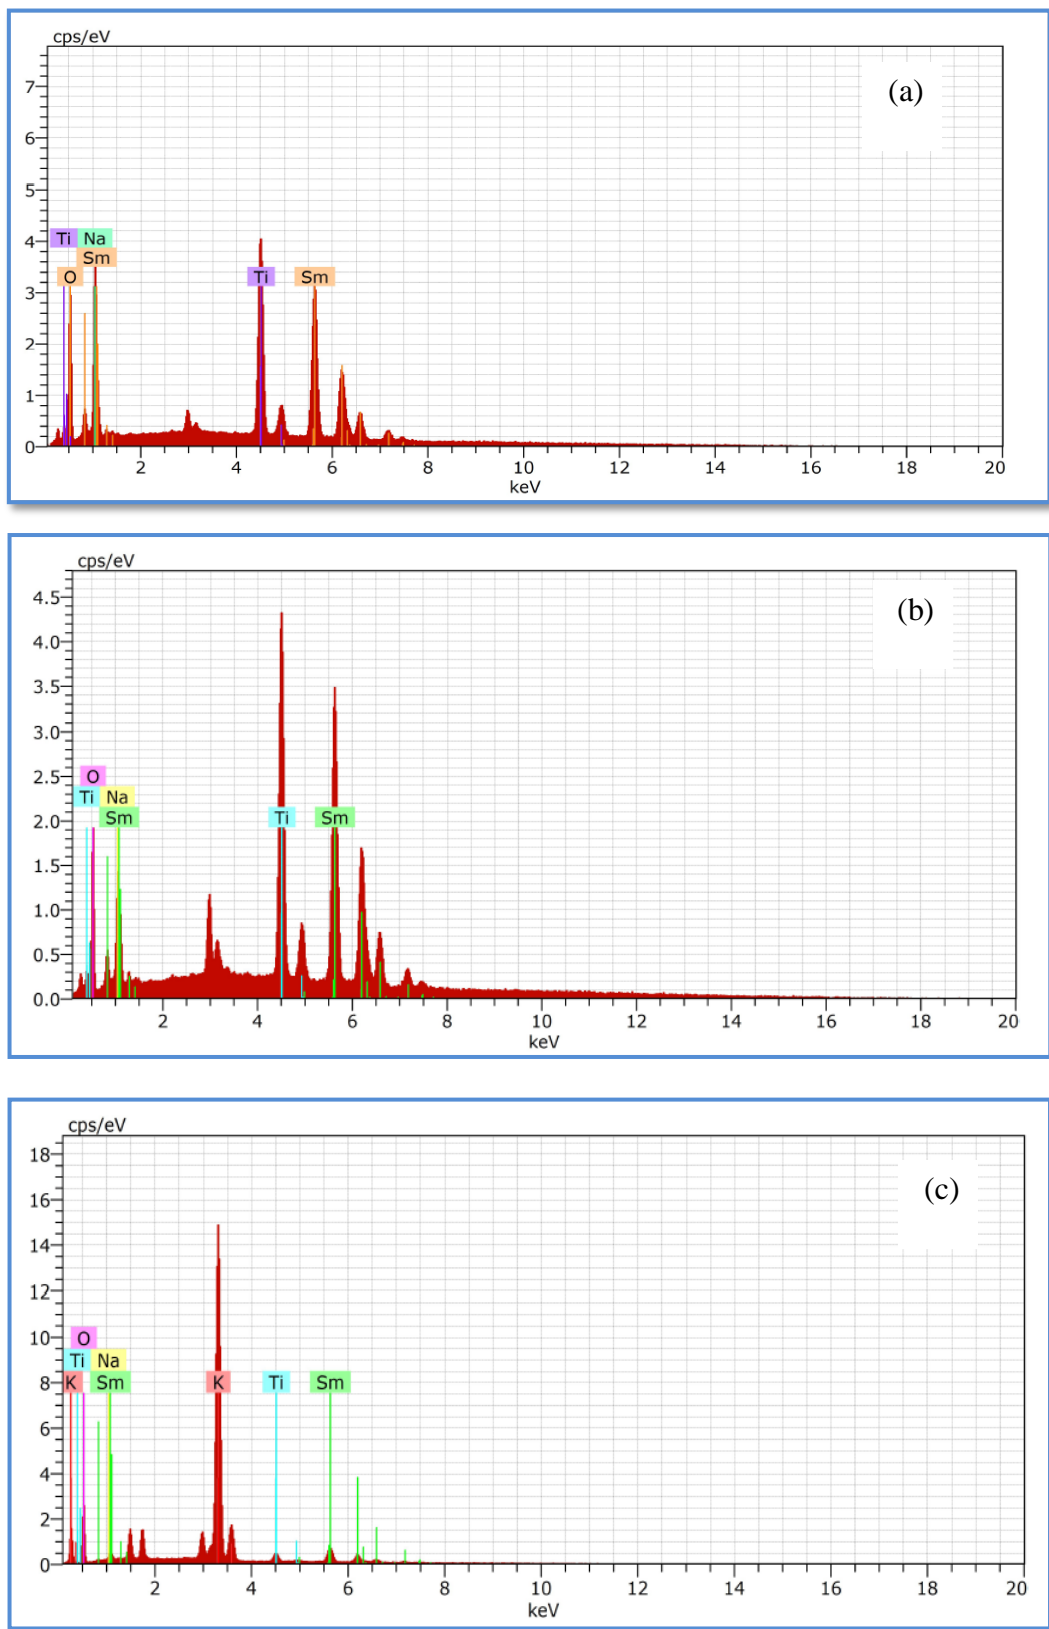 cps/eV
(a)
7
6
5
4
3
2
1
0
Ti Na
Sm
O Ti Sm
2 4 6 8 10 12 14 16 18 20
keV
cps/eV
(b)
4.5
4.0
3.5
3.0
2.5
2.0
1.5
1.0
0.5
0.0
O
Ti Na
Sm Ti Sm
2 4 6 8 10 12 14 16 18 20
keV
cps/eV
(c)
18
16
14
12
10
8
6
4
2
0
O
Ti Na
K Sm K Ti Sm
2 4 6 8 10 12 14 16 18 20
keV